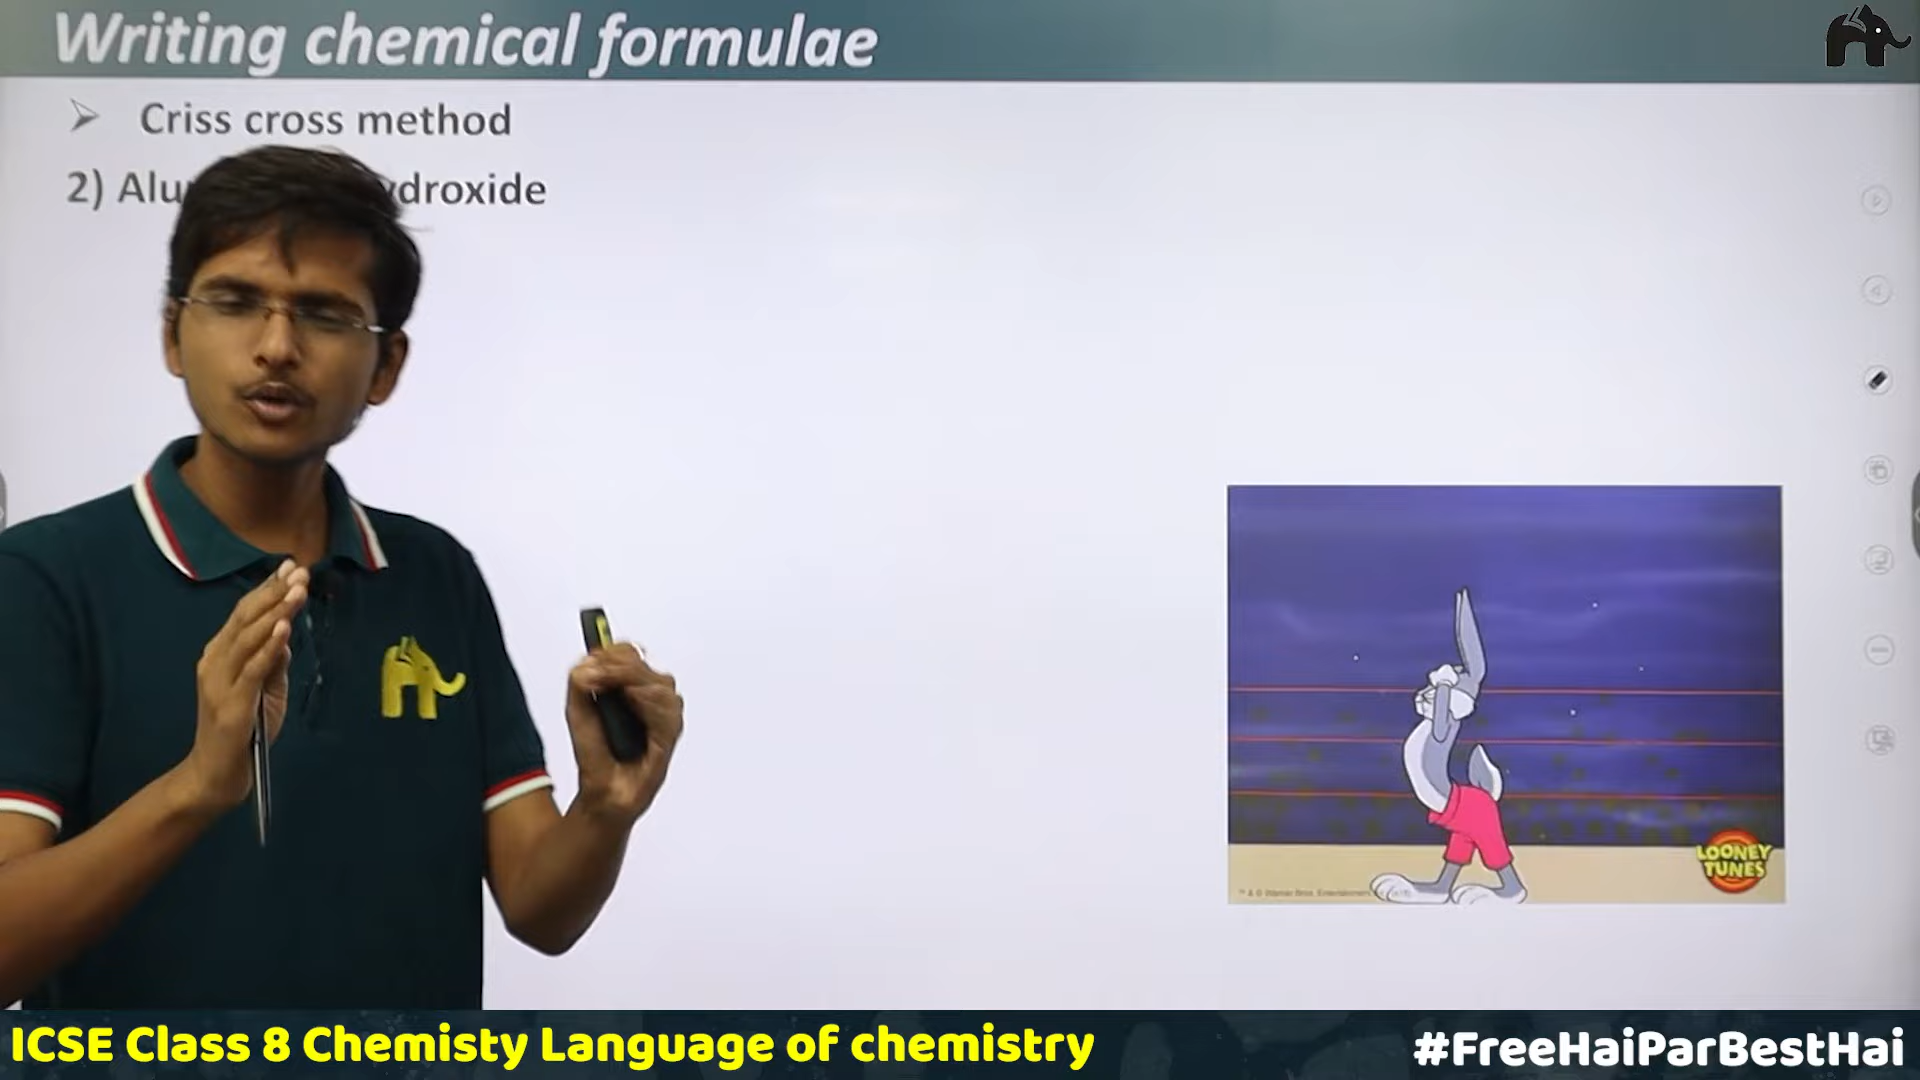 Writing chemical formulae
➤ Criss cross method
2) Alu droxide
LOONEY
TUNES
ICSE Class 8 Chemisty Language of chemistry
#FreeHaiParBestHai